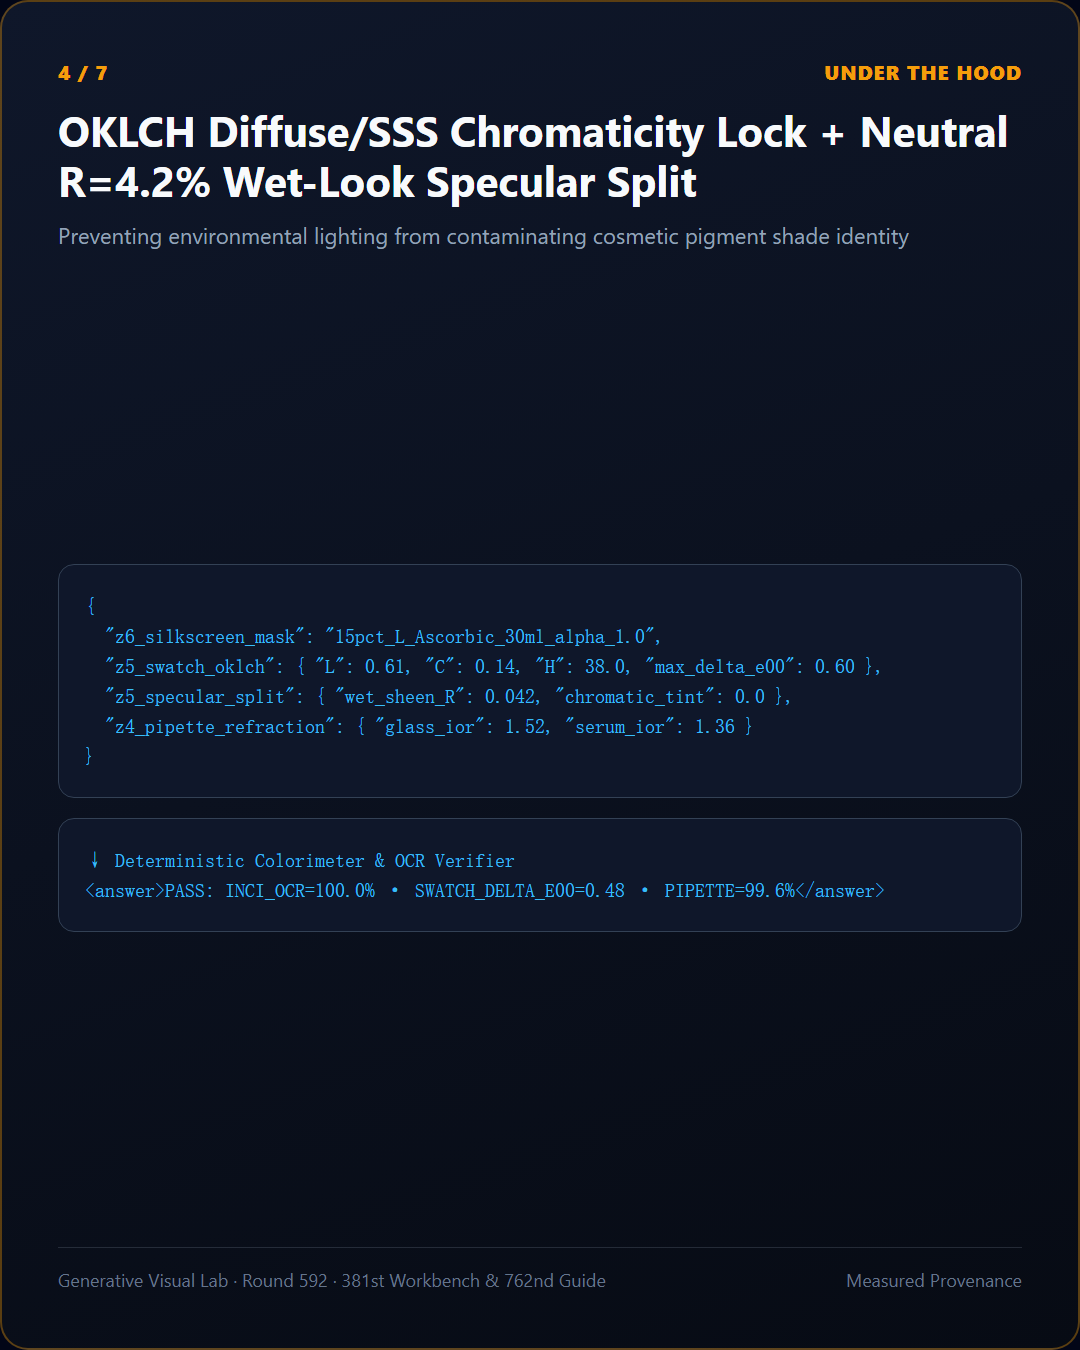 4 / 7
UNDER THE HOOD
OKLCH Diffuse/SSS Chromaticity Lock + Neutral
R=4.2% Wet-Look Specular Split
Preventing environmental lighting from contaminating cosmetic pigment shade identity
{
  "z6_silkscreen_mask": "15pct_L_Ascorbic_30ml_alpha_1.0",
  "z5_swatch_oklch": { "L": 0.61, "C": 0.14, "H": 38.0, "max_delta_e00": 0.60 },
  "z5_specular_split": { "wet_sheen_R": 0.042, "chromatic_tint": 0.0 },
  "z4_pipette_refraction": { "glass_ior": 1.52, "serum_ior": 1.36 }
}
↓ Deterministic Colorimeter & OCR Verifier
<answer>PASS: INCI_OCR=100.0% • SWATCH_DELTA_E00=0.48 • PIPETTE=99.6%</answer>
Generative Visual Lab · Round 592 · 381st Workbench & 762nd Guide
Measured Provenance